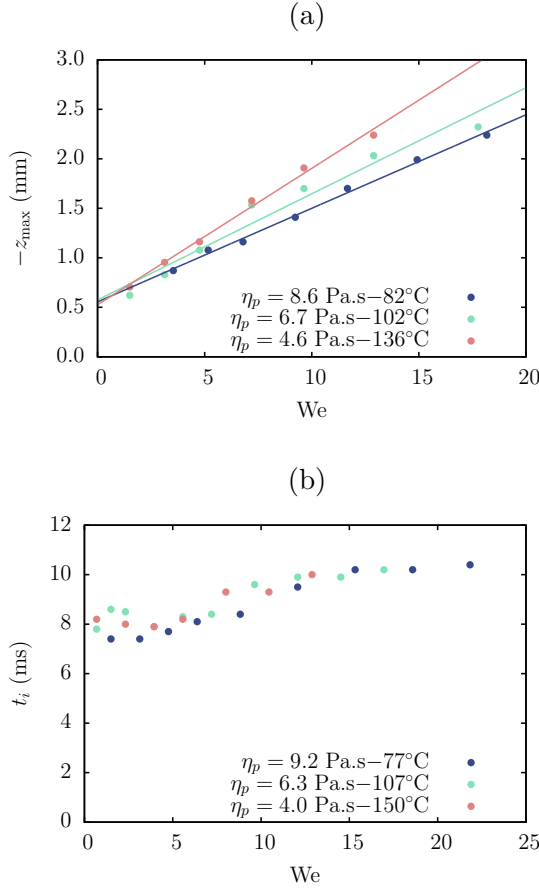 (a)
3.0
2.5
2.0
1.5
1.0
0.5
0.0
−z_max (mm)
η_p = 8.6 Pa.s−82°C
η_p = 6.7 Pa.s−102°C
η_p = 4.6 Pa.s−136°C
0 5 10 15 20
We
(b)
12
10
8
6
4
2
0
t_i (ms)
η_p = 9.2 Pa.s−77°C
η_p = 6.3 Pa.s−107°C
η_p = 4.0 Pa.s−150°C
0 5 10 15 20 25
We